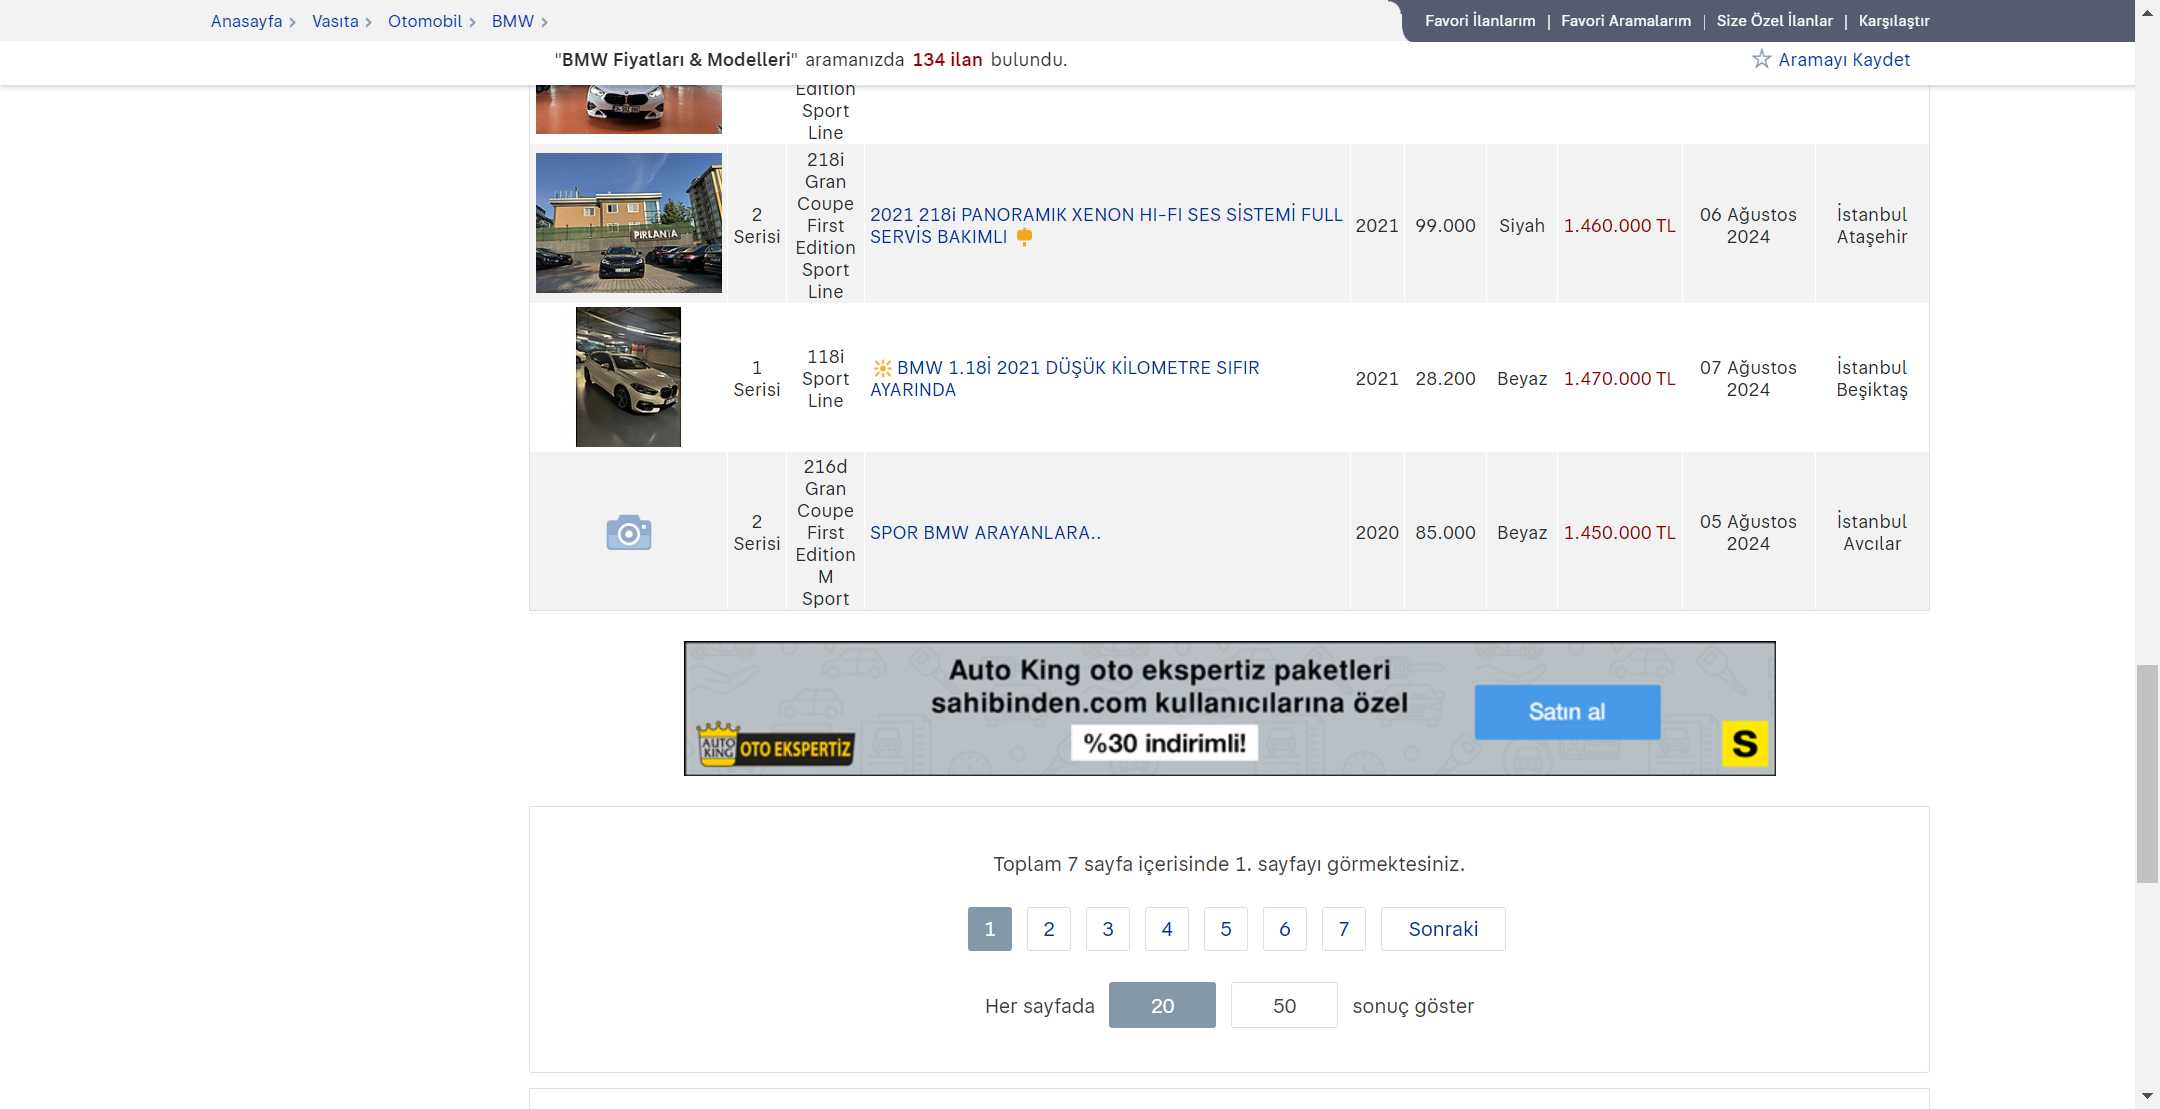 Anasayfa > Vasıta > Otomobil > BMW >
Favori İlanlarım | Favori Aramalarım | Size Özel İlanlar | Karşılaştır
"BMW Fiyatları & Modelleri" aramanızda 134 ilan bulundu.
Aramayı Kaydet
Edition
Sport
Line
PIRLANTA
2
Serisi
218i
Gran
Coupe
First
Edition
Sport
Line
2021 218i PANORAMIK XENON HI-FI SES SİSTEMİ FULL
SERVİS BAKIMLI
2021
99.000
Siyah
1.460.000 TL
06 Ağustos
2024
İstanbul
Ataşehir
1
Serisi
118i
Sport
Line
BMW 1.18İ 2021 DÜŞÜK KİLOMETRE SIFIR
AYARINDA
2021
28.200
Beyaz
1.470.000 TL
07 Ağustos
2024
İstanbul
Beşiktaş
2
Serisi
216d
Gran
Coupe
First
Edition
M
Sport
SPOR BMW ARAYANLARA..
2020
85.000
Beyaz
1.450.000 TL
05 Ağustos
2024
İstanbul
Avcılar
Auto King oto ekspertiz paketleri
sahibinden.com kullanıcılarına özel
%30 indirimli!
AUTO
KING
OTO EKSPERTİZ
Satın al
S
Toplam 7 sayfa içerisinde 1. sayfayı görmektesiniz.
1 2 3 4 5 6 7 Sonraki
Her sayfada 20 50 sonuç göster